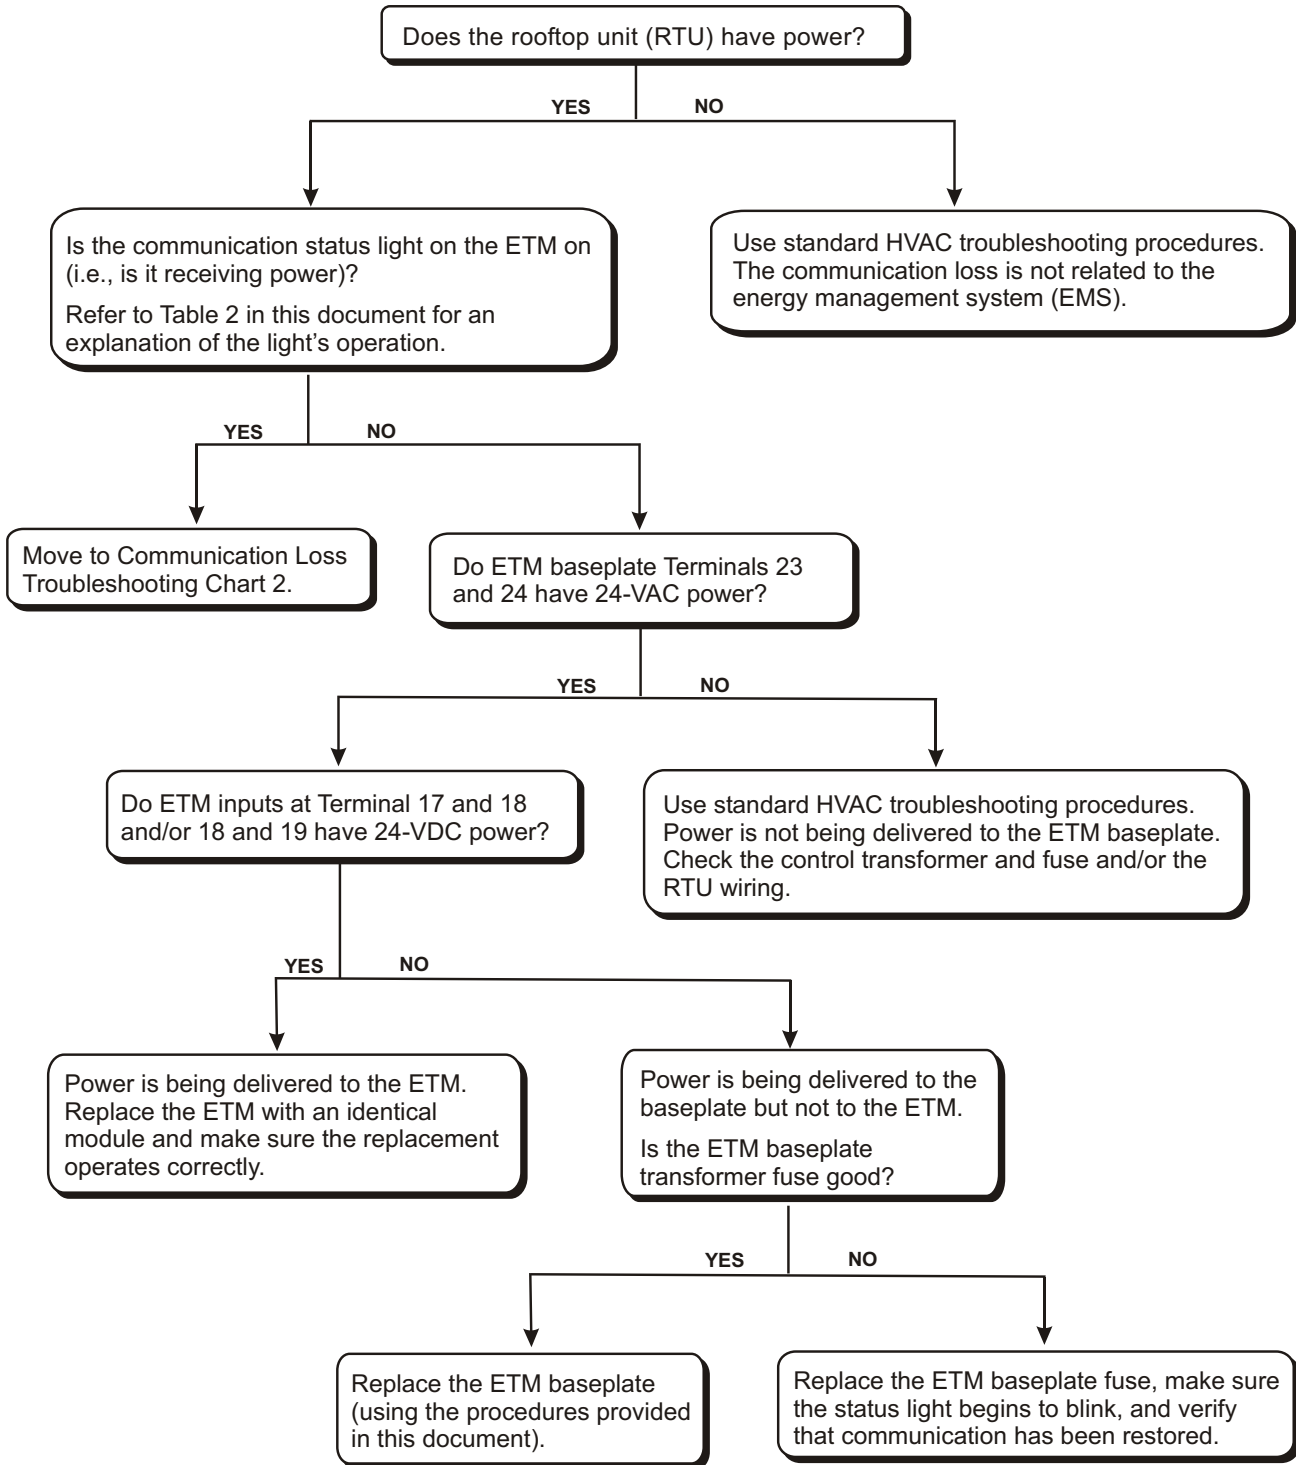 Does the rooftop unit (RTU) have power?
YES
NO
Is the communication status light on the ETM on
(i.e., is it receiving power)?
Refer to Table 2 in this document for an
explanation of the light's operation.
Use standard HVAC troubleshooting procedures.
The communication loss is not related to the
energy management system (EMS).
YES
NO
Move to Communication Loss
Troubleshooting Chart 2.
Do ETM baseplate Terminals 23
and 24 have 24-VAC power?
YES
NO
Do ETM inputs at Terminal 17 and 18
and/or 18 and 19 have 24-VDC power?
Use standard HVAC troubleshooting procedures.
Power is not being delivered to the ETM baseplate.
Check the control transformer and fuse and/or the
RTU wiring.
YES
NO
Power is being delivered to the ETM.
Replace the ETM with an identical
module and make sure the replacement
operates correctly.
Power is being delivered to the
baseplate but not to the ETM.
Is the ETM baseplate
transformer fuse good?
YES
NO
Replace the ETM baseplate
(using the procedures provided
in this document).
Replace the ETM baseplate fuse, make sure
the status light begins to blink, and verify
that communication has been restored.